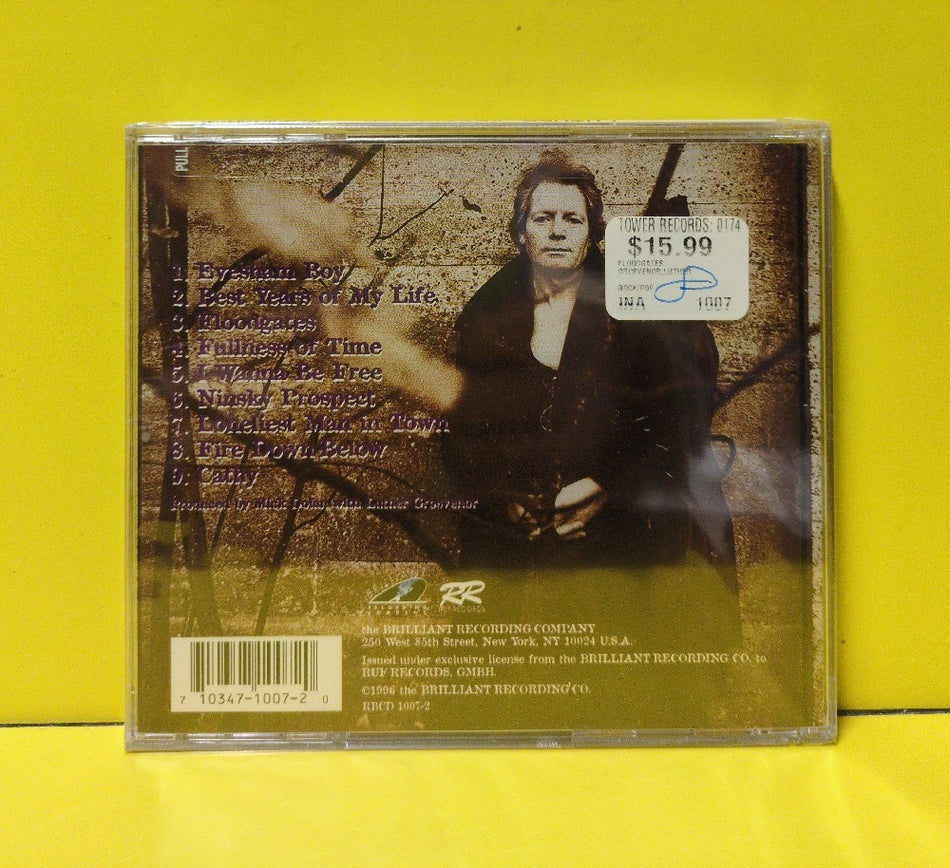 PULL
TOWER RECORDS: 0174
$15.99
FLOODGATES
GROSVENOR,LUTHER
ROCK/POP
INA 1007
1. Evesham Boy
2. Best Years of My Life
3. Floodgates
4. Fullness of Time
5. I Wanna Be Free
6. Ninsky Prospect
7. Loneliest Man in Town
8. Fire Down Below
9. Cathy
Produced by Mick Dolan with Luther Grosvenor
RR
RUF RECORDS
the BRILLIANT RECORDING COMPANY
250 West 85th Street, New York, NY 10024 U.S.A.
Issued under exclusive license from the BRILLIANT RECORDING CO. to
RUF RECORDS, GMBH.
©1996 the BRILLIANT RECORDING CO.
RBCD 1007-2
7 10347-1007-2 0